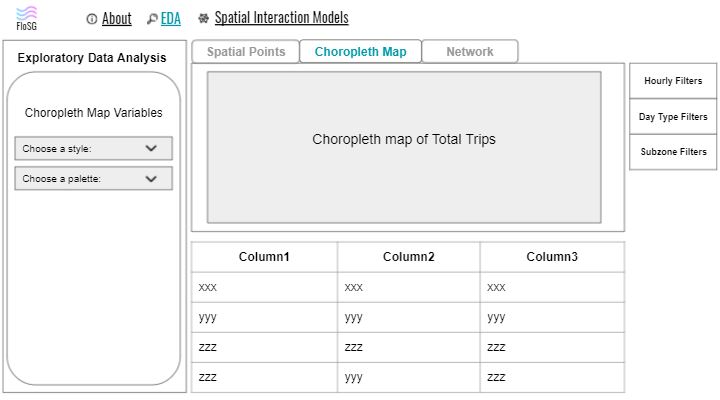 FloSG
About
EDA
Spatial Interaction Models
Exploratory Data Analysis
Choropleth Map Variables
Choose a style:
Choose a palette:
Spatial Points
Choropleth Map
Network
Choropleth map of Total Trips
Hourly Filters
Day Type Filters
Subzone Filters
Column1 Column2 Column3
xxx xxx xxx
yyy yyy yyy
zzz zzz zzz
zzz yyy zzz